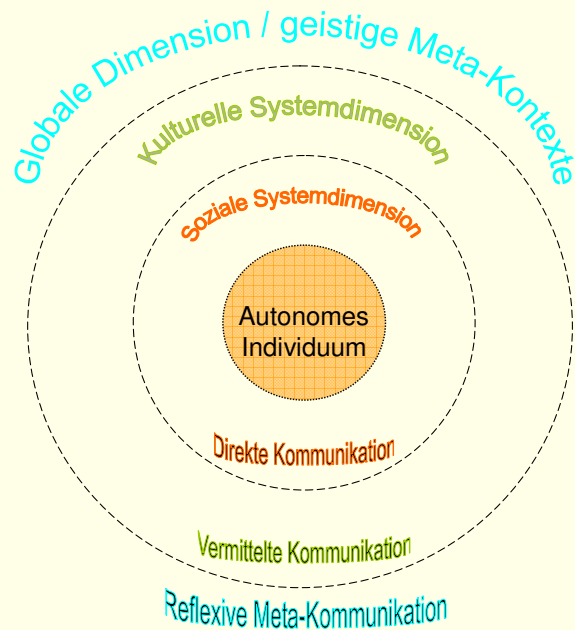 Globale Dimension / geistige Meta-Kontexte
Kulturelle Systemdimension
Soziale Systemdimension
Autonomes
Individuum
Direkte Kommunikation
Vermittelte Kommunikation
Reflexive Meta-Kommunikation